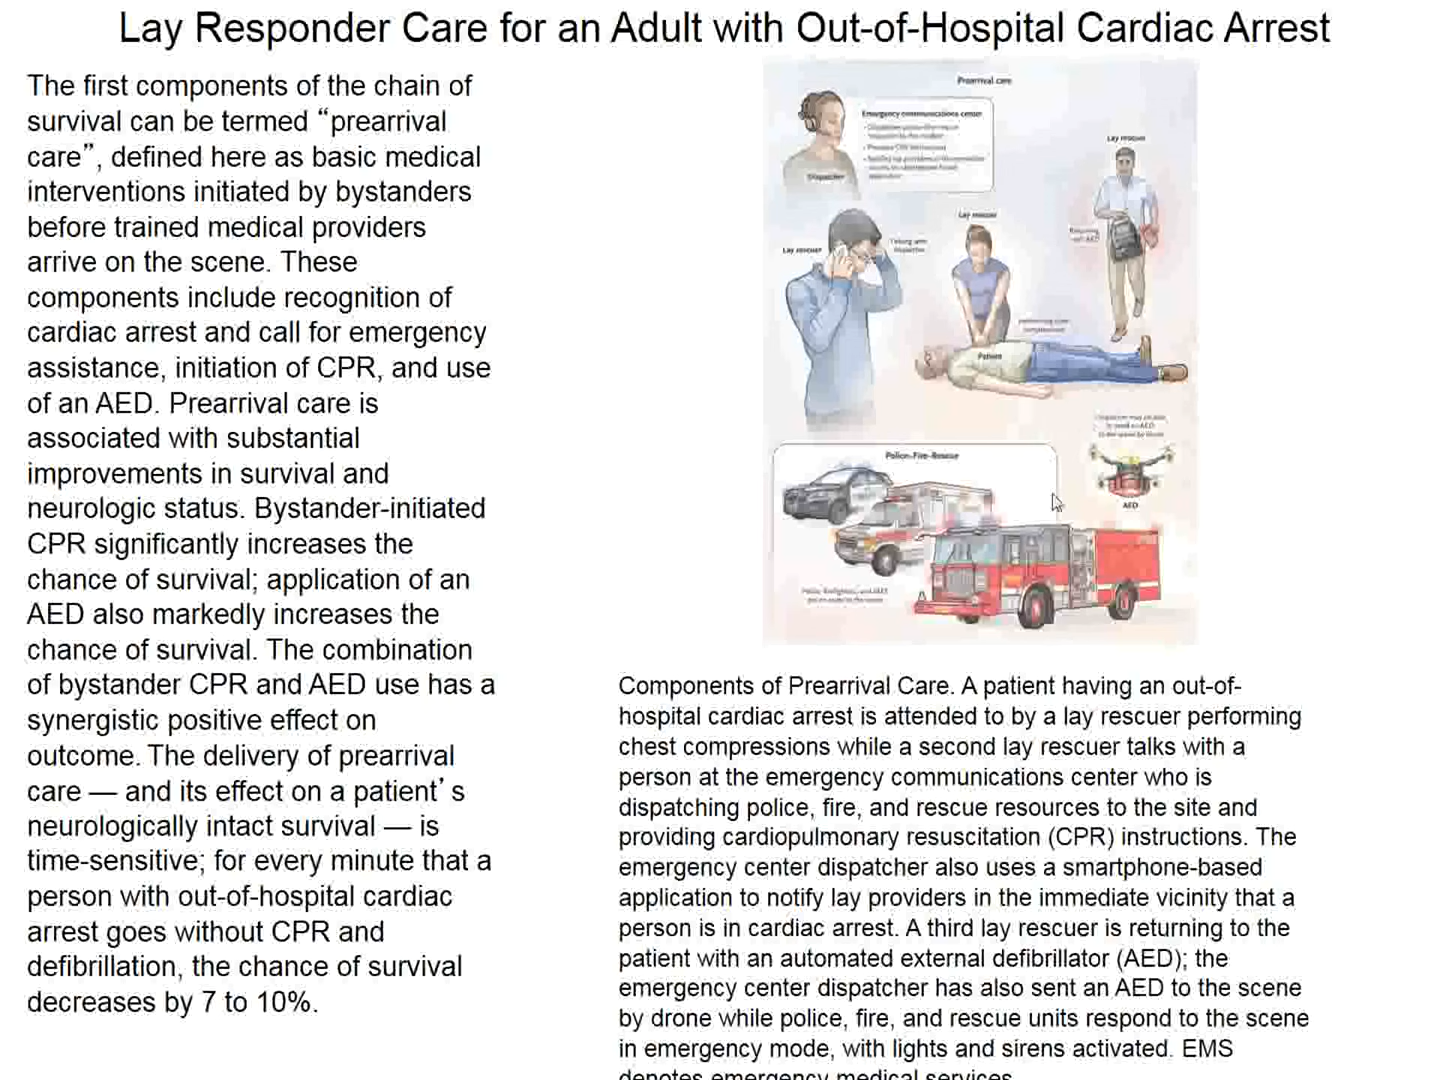 Lay Responder Care for an Adult with Out-of-Hospital Cardiac Arrest
The first components of the chain of
survival can be termed “prearrival
care”, defined here as basic medical
interventions initiated by bystanders
before trained medical providers
arrive on the scene. These
components include recognition of
cardiac arrest and call for emergency
assistance, initiation of CPR, and use
of an AED. Prearrival care is
associated with substantial
improvements in survival and
neurologic status. Bystander-initiated
CPR significantly increases the
chance of survival; application of an
AED also markedly increases the
chance of survival. The combination
of bystander CPR and AED use has a
synergistic positive effect on
outcome. The delivery of prearrival
care — and its effect on a patient’ s
neurologically intact survival — is
time-sensitive; for every minute that a
person with out-of-hospital cardiac
arrest goes without CPR and
defibrillation, the chance of survival
decreases by 7 to 10%.
Prearrival care
Emergency communications center
Dispatcher
Lay rescuer
Lay rescuer
Lay rescuer
Patient
Police-Fire-Rescue
AED
Components of Prearrival Care. A patient having an out-of-
hospital cardiac arrest is attended to by a lay rescuer performing
chest compressions while a second lay rescuer talks with a
person at the emergency communications center who is
dispatching police, fire, and rescue resources to the site and
providing cardiopulmonary resuscitation (CPR) instructions. The
emergency center dispatcher also uses a smartphone-based
application to notify lay providers in the immediate vicinity that a
person is in cardiac arrest. A third lay rescuer is returning to the
patient with an automated external defibrillator (AED); the
emergency center dispatcher has also sent an AED to the scene
by drone while police, fire, and rescue units respond to the scene
in emergency mode, with lights and sirens activated. EMS
denotes emergency medical services